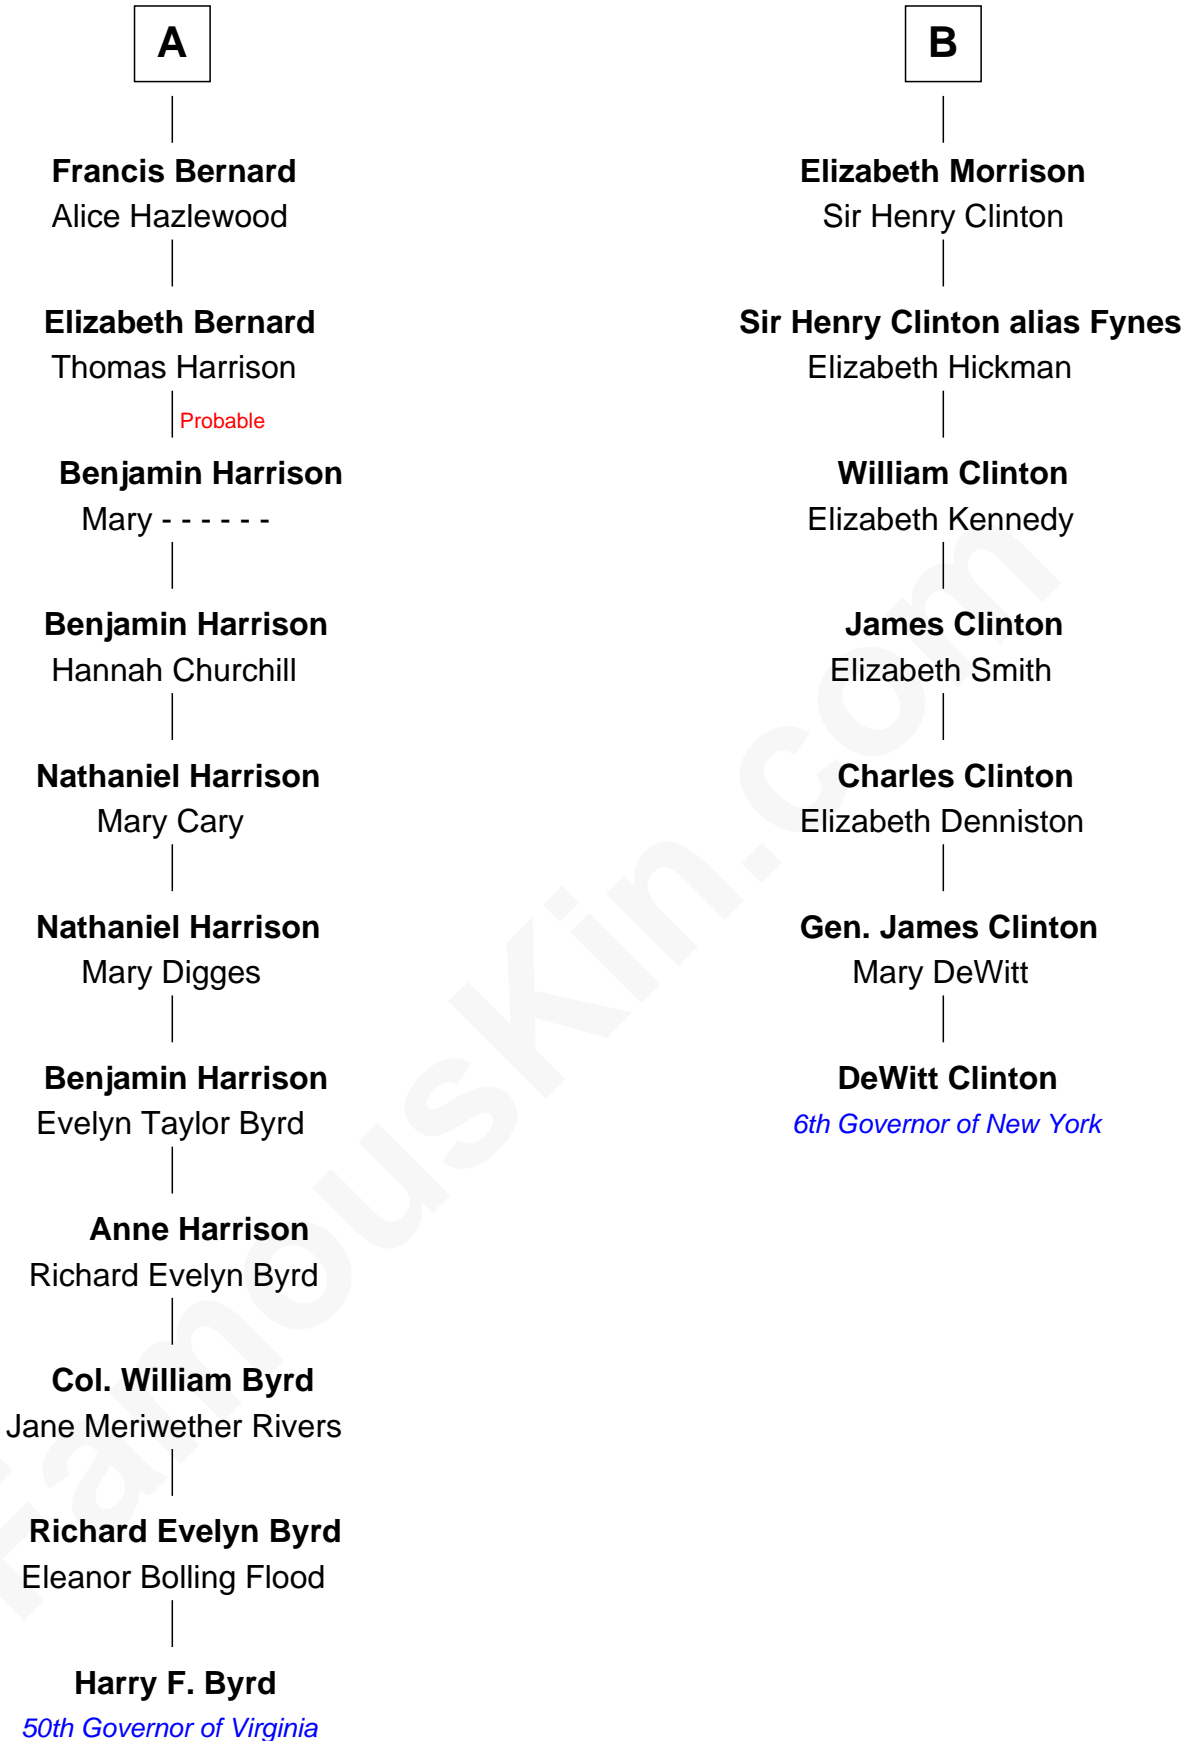 A
Francis Bernard
Alice Hazlewood
Elizabeth Bernard
Thomas Harrison
Probable
Benjamin Harrison
Mary - - - - - -
Benjamin Harrison
Hannah Churchill
Nathaniel Harrison
Mary Cary
Nathaniel Harrison
Mary Digges
Benjamin Harrison
Evelyn Taylor Byrd
Anne Harrison
Richard Evelyn Byrd
Col. William Byrd
Jane Meriwether Rivers
Richard Evelyn Byrd
Eleanor Bolling Flood
Harry F. Byrd
50th Governor of Virginia
B
Elizabeth Morrison
Sir Henry Clinton
Sir Henry Clinton alias Fynes
Elizabeth Hickman
William Clinton
Elizabeth Kennedy
James Clinton
Elizabeth Smith
Charles Clinton
Elizabeth Denniston
Gen. James Clinton
Mary DeWitt
DeWitt Clinton
6th Governor of New York
FamousKin.com